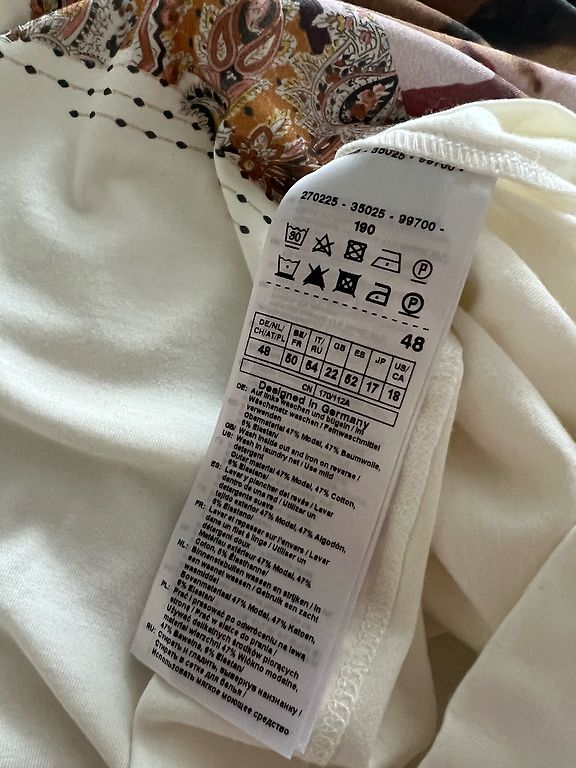 35025 - 99700 -
270225 - 35025 - 99700 -
190
30
P
P
48
DE/NL/ BE/ IT/ GB ES JP US/
CH/AT/PL FR RU CA
48 50 54 22 52 17 18
CN 170/112A
Designed in Germany
DE: Auf links waschen und bügeln / Im
Wäschenetz waschen / Feinwaschmittel
verwenden
Obermaterial 47% Modal, 47% Baumwolle,
6% Elastan/
GB/ Wash inside out and iron on reverse /
US: Wash in laundry net / Use mild
detergent
Outer material 47% Modal, 47% Cotton,
6% Elastane/
ES: Lavar y planchar del revés / Lavar
dentro de una red / Utilizar un
detergente suave
tejido exterior 47% Modal, 47% Algodón,
6% Elastano/
FR: Laver et repasser sur l'envers / Laver
dans un filet à linge / Utiliser un
détergent doux
Matière extérieur 47% Modal, 47%
Coton, 6% Élasthanne/
NL: Binnenstebuiten wassen en strijken / In
een wasnet wassen / Gebruik een zacht
wasmiddel
Bovenmateriaal 47% Modal, 47% Katoen,
6% Elastan/
PL: Prać i prasować po odwróceniu na lewą
stronę / Prać w siatce do prania /
Używać delikatnych środków piorących
materiał wierzchni 47% Włókno modalne,
47% Bawełna, 6% Elastan/
RU: Стирать и гладить, вывернув наизнанку /
Стирать в сетке для белья /
Использовать мягкое моющее средство